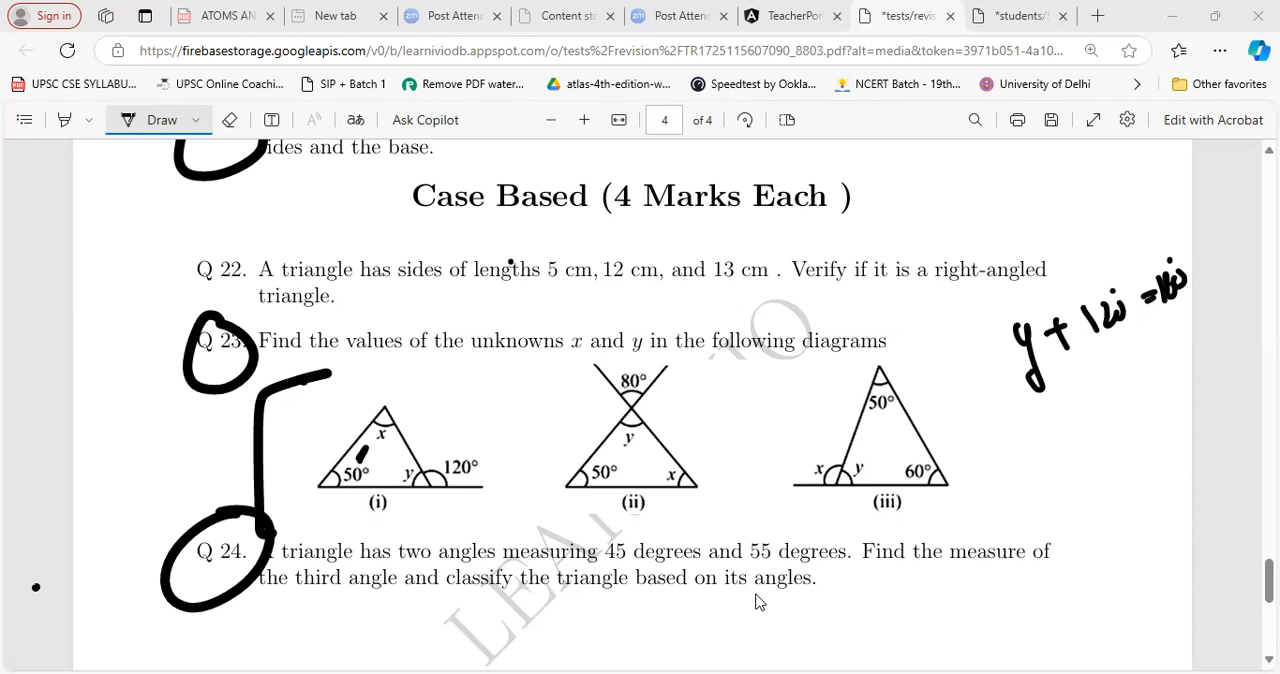 Sign in
ATOMS AN
New tab
Post Attend
Content sto
Post Attend
TeacherPor
*tests/revis
*students/S
https://firebasestorage.googleapis.com/v0/b/learniviodb.appspot.com/o/tests%2Frevision%2FTR1725115607090_8803.pdf?alt=media&token=3971b051-4a10...
UPSC CSE SYLLABU...
UPSC Online Coachi...
SIP + Batch 1
Remove PDF water...
atlas-4th-edition-w...
Speedtest by Ookla...
NCERT Batch - 19th...
University of Delhi
Other favorites
Draw
aあ
Ask Copilot
4 of 4
Edit with Acrobat
ides and the base.
Case Based (4 Marks Each )
Q 22. A triangle has sides of lengths 5 cm, 12 cm, and 13 cm . Verify if it is a right-angled
triangle.
y + 120 = 180
Q 23. Find the values of the unknowns x and y in the following diagrams
x 50° y 120°
(i)
80° y 50° x
(ii)
50° x y 60°
(iii)
Q 24. triangle has two angles measuring 45 degrees and 55 degrees. Find the measure of
the third angle and classify the triangle based on its angles.